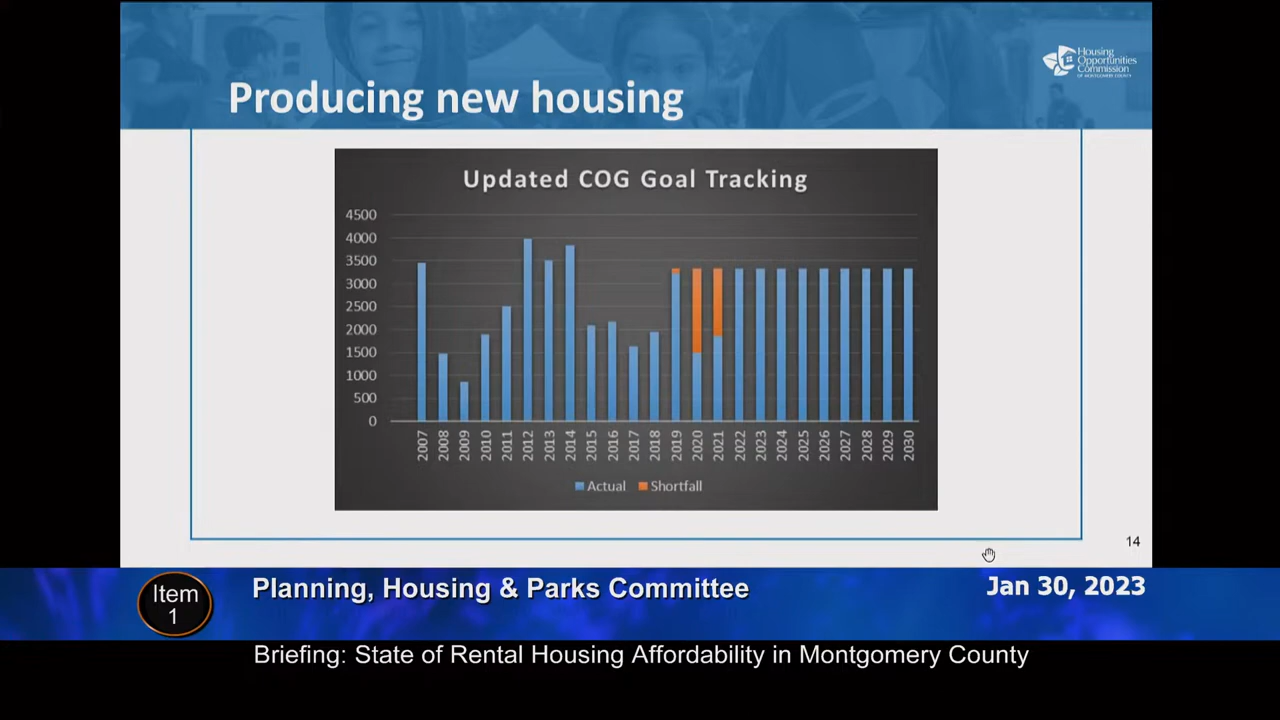 Housing
Opportunities
Commission
OF MONTGOMERY COUNTY
Producing new housing
Updated COG Goal Tracking
4500
4000
3500
3000
2500
2000
1500
1000
500
0
2007 2008 2009 2010 2011 2012 2013 2014 2015 2016 2017 2018 2019 2020 2021 2022 2023 2024 2025 2026 2027 2028 2029 2030
Actual Shortfall
14
Item
1
Planning, Housing & Parks Committee
Jan 30, 2023
Briefing: State of Rental Housing Affordability in Montgomery County